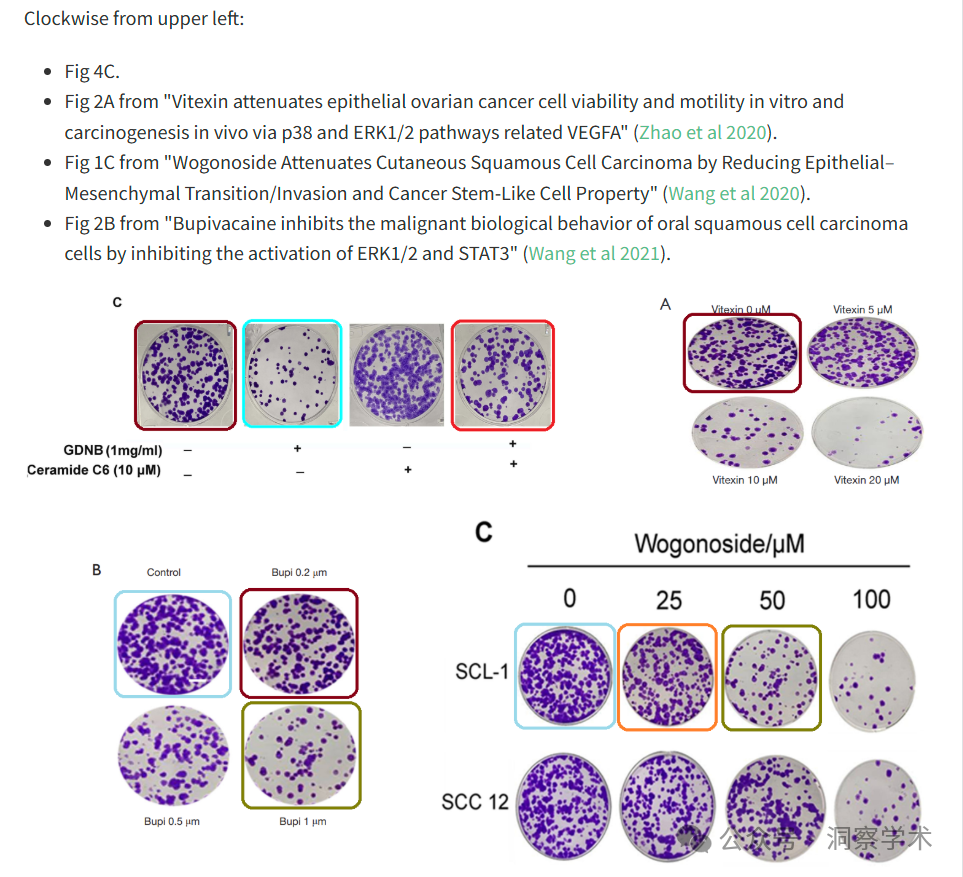 Clockwise from upper left:
• Fig 4C.
• Fig 2A from "Vitexin attenuates epithelial ovarian cancer cell viability and motility in vitro and
carcinogenesis in vivo via p38 and ERK1/2 pathways related VEGFA" (Zhao et al 2020).
• Fig 1C from "Wogonoside Attenuates Cutaneous Squamous Cell Carcinoma by Reducing Epithelial–
Mesenchymal Transition/Invasion and Cancer Stem-Like Cell Property" (Wang et al 2020).
• Fig 2B from "Bupivacaine inhibits the malignant biological behavior of oral squamous cell carcinoma
cells by inhibiting the activation of ERK1/2 and STAT3" (Wang et al 2021).
C
GDNB (1mg/ml) − + − +
Ceramide C6 (10 μM) − − + +
A
Vitexin 0 μM Vitexin 5 μM
Vitexin 10 μM Vitexin 20 μM
B
Control Bupi 0.2 μm
Bupi 0.5 μm Bupi 1 μm
C
Wogonoside/μM
0 25 50 100
SCL-1
SCC 12
公众号 · 洞察学术